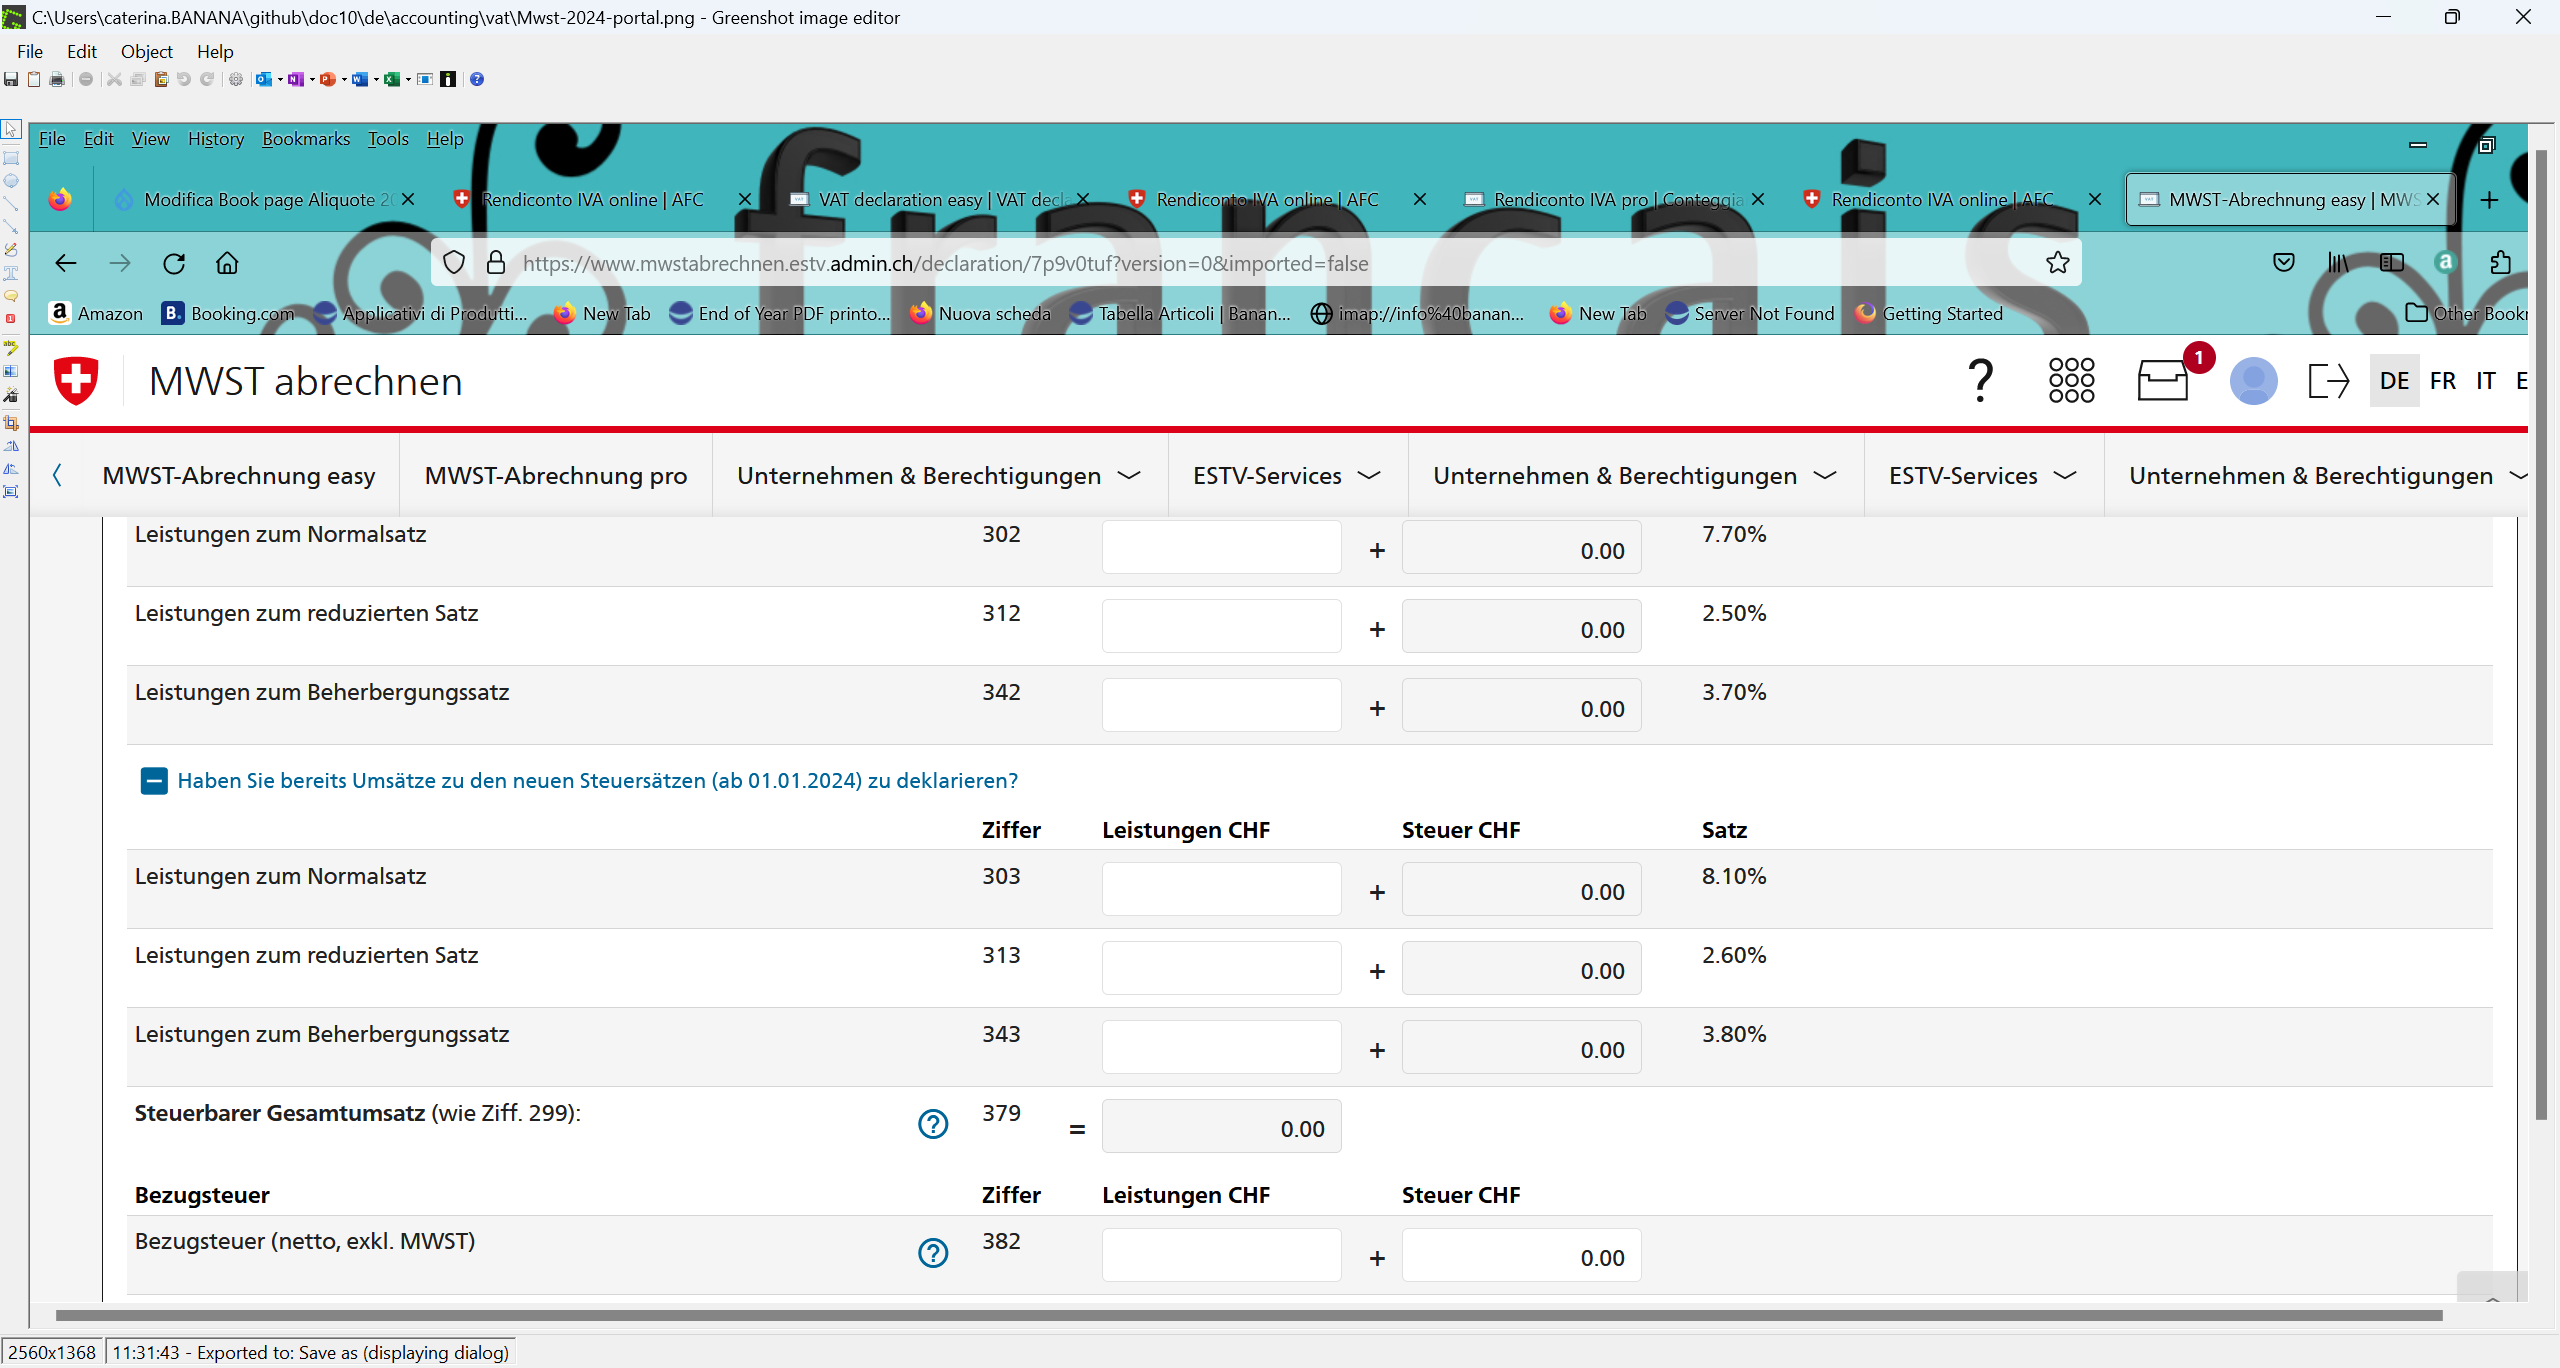 C:\Users\caterina.BANANA\github\doc10\de\accounting\vat\Mwst-2024-portal.png - Greenshot image editor
File Edit Object Help
File Edit View History Bookmarks Tools Help
français
Modifica Book page Aliquote 20
Rendiconto IVA online | AFC
VAT declaration easy | VAT decla
Rendiconto IVA online | AFC
Rendiconto IVA pro | Conteggia
Rendiconto IVA online | AFC
MWST-Abrechnung easy | MWS
https://www.mwstabrechnen.estv.admin.ch/declaration/7p9v0tuf?version=0&imported=false
Amazon Booking.com Applicativi di Produtti... New Tab End of Year PDF printo... Nuova scheda Tabella Articoli | Banan... imap://info%40banan... New Tab Server Not Found Getting Started Other Book
MWST abrechnen
1
DE FR IT E
MWST-Abrechnung easy MWST-Abrechnung pro Unternehmen & Berechtigungen ESTV-Services Unternehmen & Berechtigungen ESTV-Services Unternehmen & Berechtigungen
Leistungen zum Normalsatz 302 + 0.00 7.70%
Leistungen zum reduzierten Satz 312 + 0.00 2.50%
Leistungen zum Beherbergungssatz 342 + 0.00 3.70%
Haben Sie bereits Umsätze zu den neuen Steuersätzen (ab 01.01.2024) zu deklarieren?
Ziffer Leistungen CHF Steuer CHF Satz
Leistungen zum Normalsatz 303 + 0.00 8.10%
Leistungen zum reduzierten Satz 313 + 0.00 2.60%
Leistungen zum Beherbergungssatz 343 + 0.00 3.80%
Steuerbarer Gesamtumsatz (wie Ziff. 299): ? 379 = 0.00
Bezugsteuer Ziffer Leistungen CHF Steuer CHF
Bezugsteuer (netto, exkl. MWST) ? 382 + 0.00
2560x1368 11:31:43 - Exported to: Save as (displaying dialog)